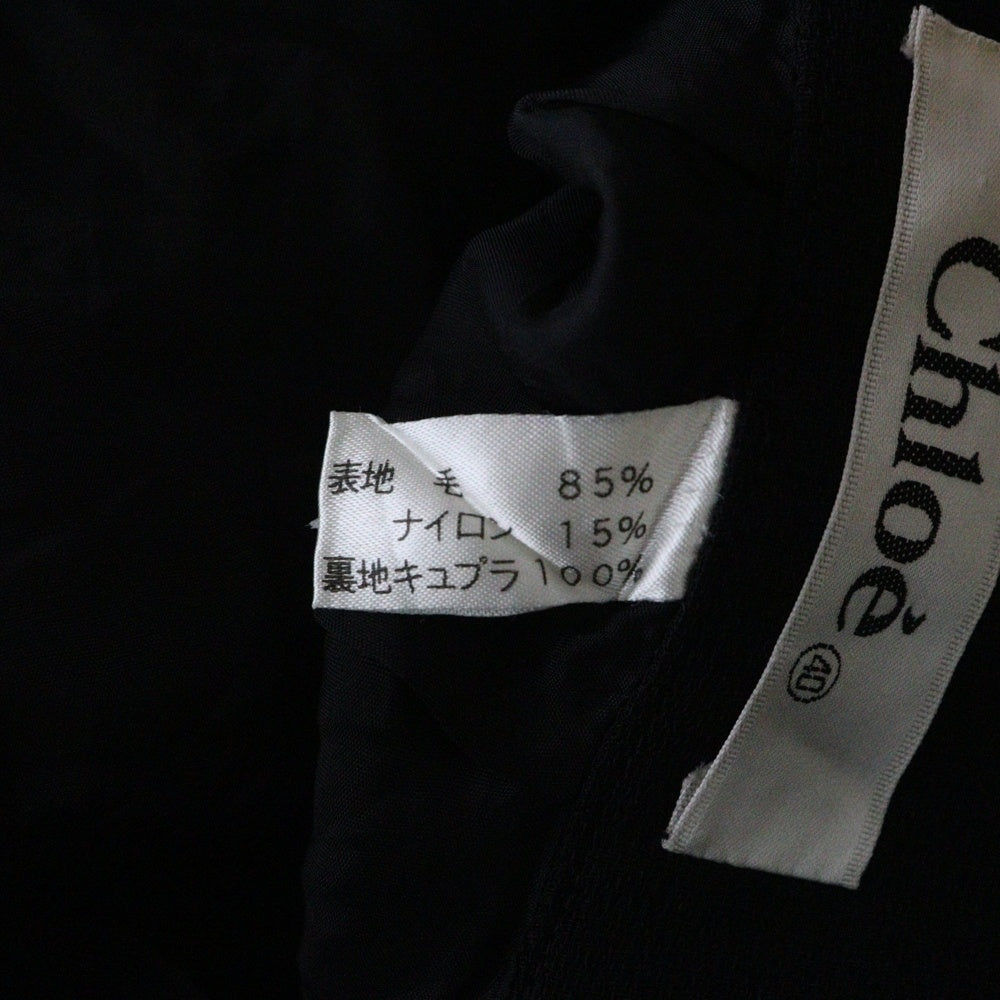 表地 毛 85%
ナイロン 15%
裏地キュプラ100%
Chloé
40